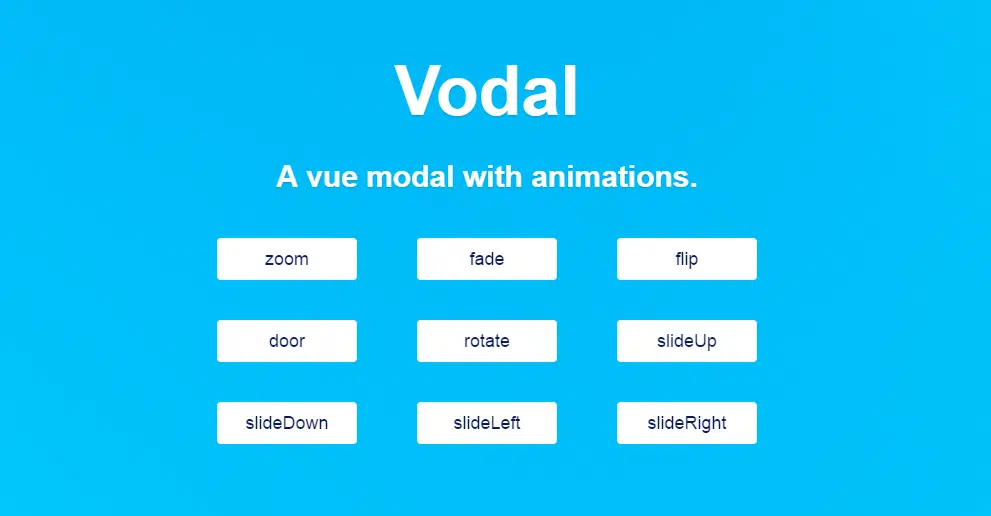 Vodal
A vue modal with animations.
zoom fade flip
door rotate slideUp
slideDown slideLeft slideRight